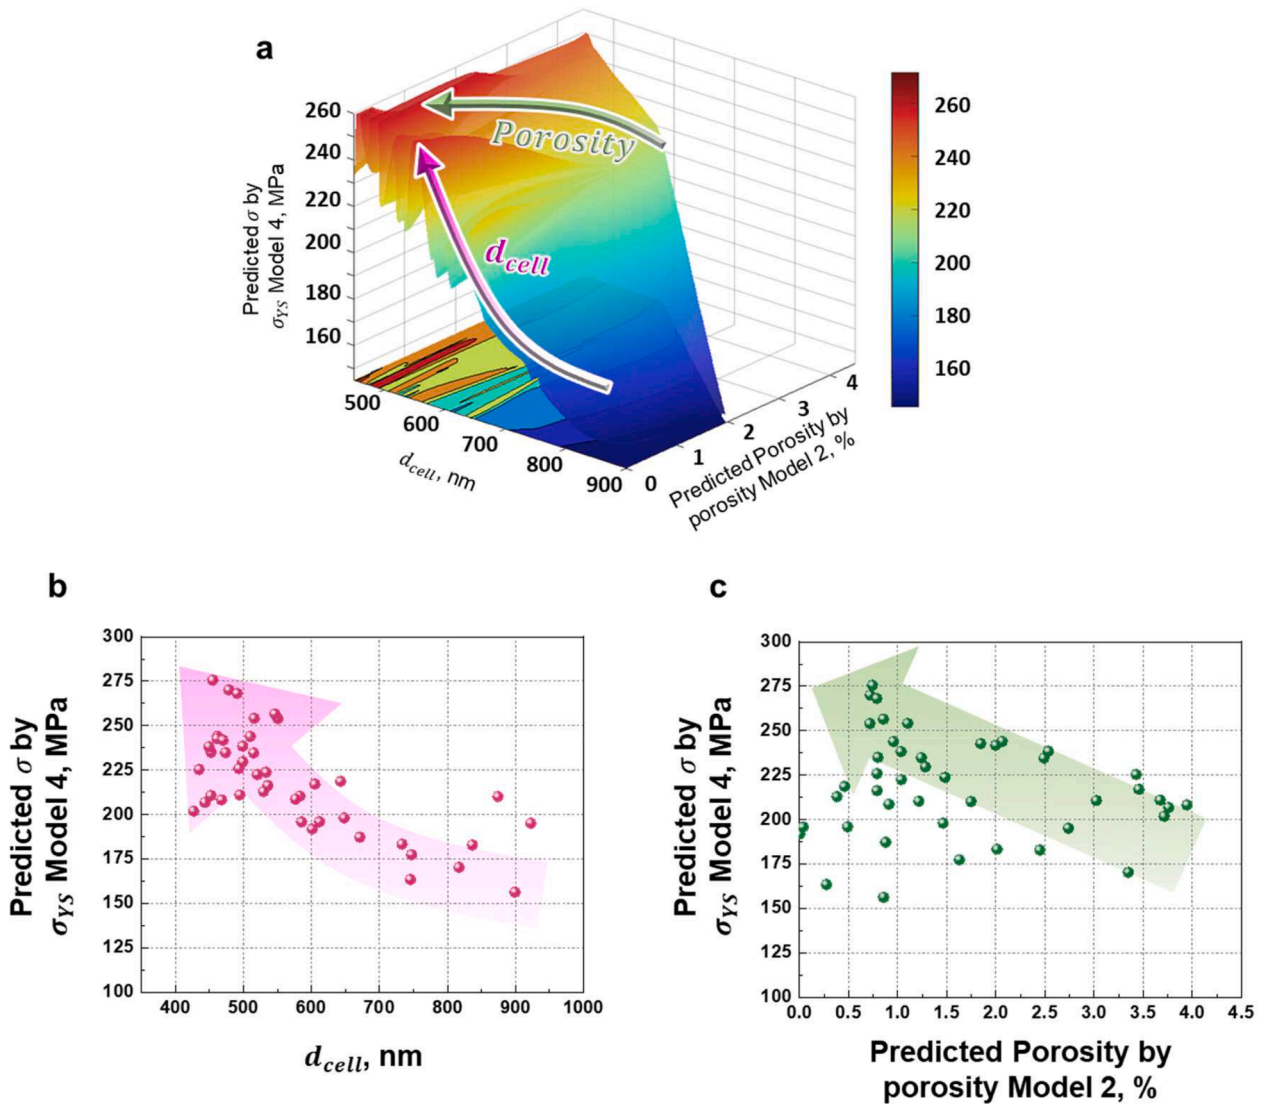 a
260
240
220
200
180
160
Predicted σ by
σYS Model 4, MPa
Porosity
dcell
500
600
700
800
900
dcell, nm
0
1
2
3
4
Predicted Porosity by
porosity Model 2, %
260
240
220
200
180
160
b
300
275
250
225
200
175
150
125
100
Predicted σ by
σYS Model 4, MPa
400 500 600 700 800 900 1000
dcell, nm
c
300
275
250
225
200
175
150
125
100
Predicted σ by
σYS Model 4, MPa
0.0 0.5 1.0 1.5 2.0 2.5 3.0 3.5 4.0 4.5
Predicted Porosity by
porosity Model 2, %